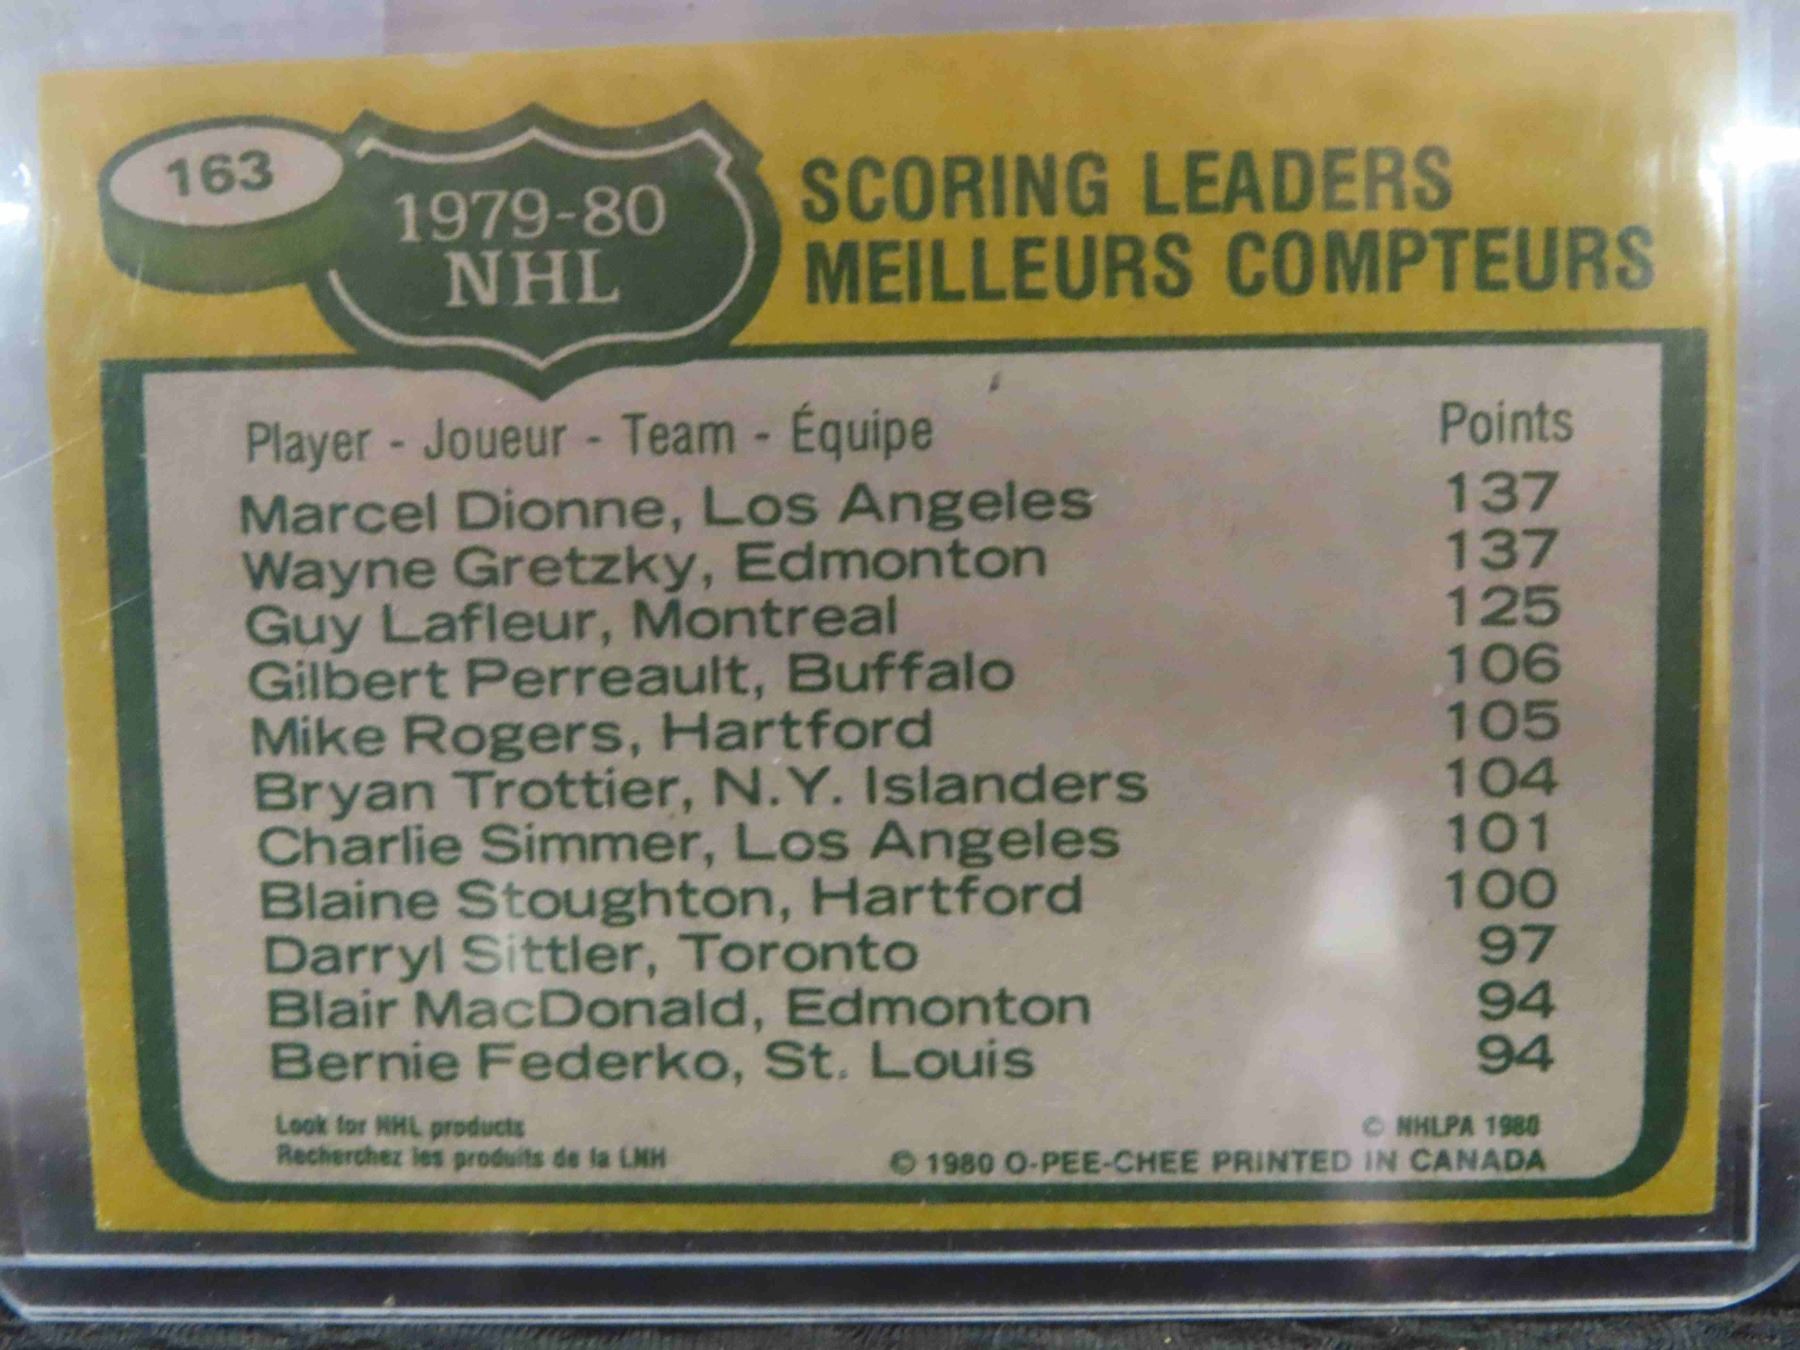 163
1979-80
NHL
SCORING LEADERS
MEILLEURS COMPTEURS
Player - Joueur - Team - Équipe Points
Marcel Dionne, Los Angeles 137
Wayne Gretzky, Edmonton 137
Guy Lafleur, Montreal 125
Gilbert Perreault, Buffalo 106
Mike Rogers, Hartford 105
Bryan Trottier, N.Y. Islanders 104
Charlie Simmer, Los Angeles 101
Blaine Stoughton, Hartford 100
Darryl Sittler, Toronto 97
Blair MacDonald, Edmonton 94
Bernie Federko, St. Louis 94
Look for NHL products © NHLPA 1980
Recherchez les produits de la LNH © 1980 O-PEE-CHEE PRINTED IN CANADA